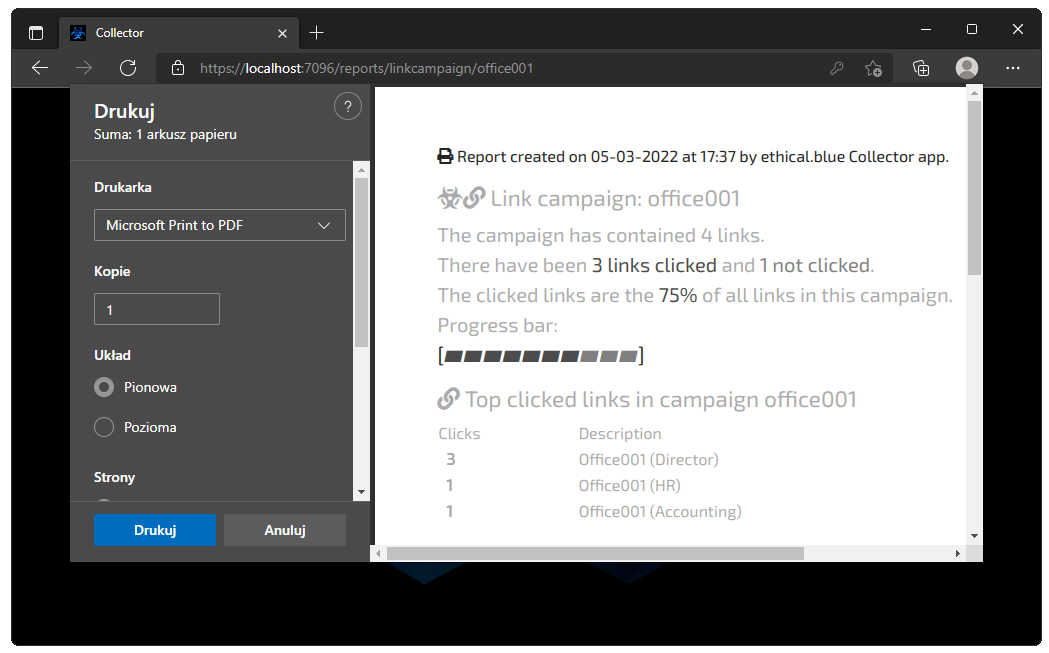 Collector
https://localhost:7096/reports/linkcampaign/office001
Drukuj
?
Suma: 1 arkusz papieru
Drukarka
Microsoft Print to PDF
Kopie
1
Układ
Pionowa
Pozioma
Strony
Drukuj
Anuluj
Report created on 05-03-2022 at 17:37 by ethical.blue Collector app.
Link campaign: office001
The campaign has contained 4 links.
There have been 3 links clicked and 1 not clicked.
The clicked links are the 75% of all links in this campaign.
Progress bar:
[▰▰▰▰▰▰▰▰▰▰]
Top clicked links in campaign office001
Clicks Description
3 Office001 (Director)
1 Office001 (HR)
1 Office001 (Accounting)